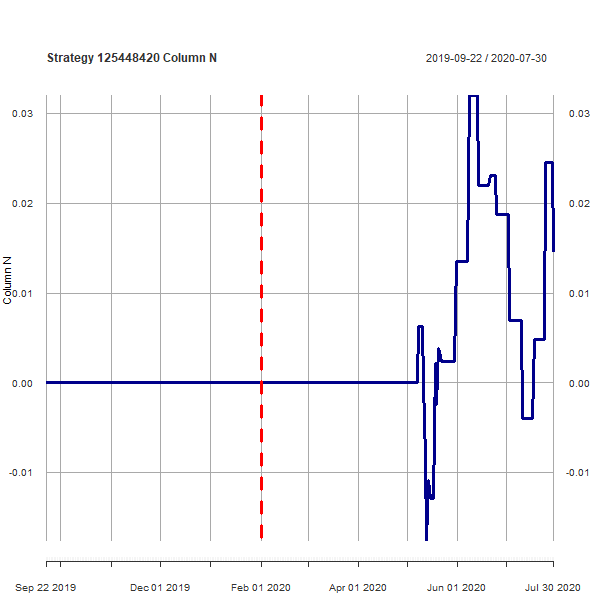 Strategy 125448420 Column N
2019-09-22 / 2020-07-30
0.03
0.03
0.02
0.02
0.01
0.01
0.00
0.00
-0.01
-0.01
Column N
Sep 22 2019
Dec 01 2019
Feb 01 2020
Apr 01 2020
Jun 01 2020
Jul 30 2020